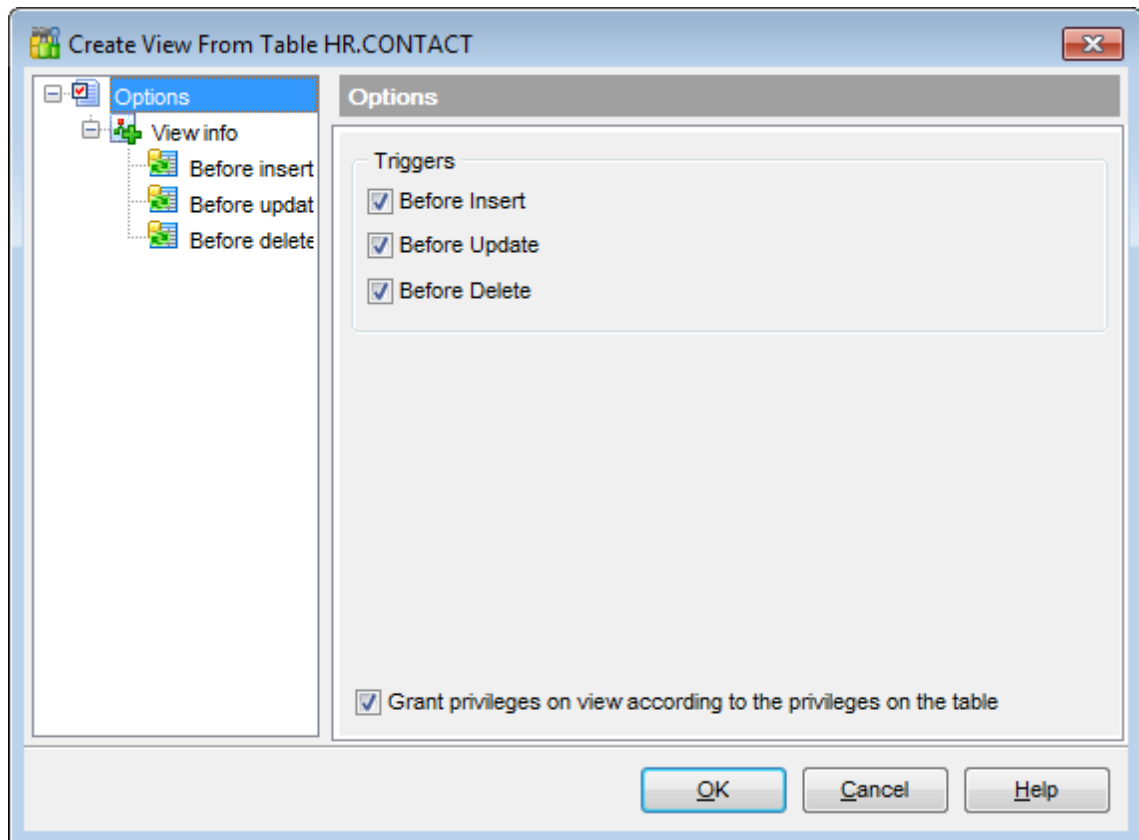 Create View From Table HR.CONTACT
Options
View info
Before insert
Before updat
Before delete
Options
Triggers
Before Insert
Before Update
Before Delete
Grant privileges on view according to the privileges on the table
OK
Cancel
Help